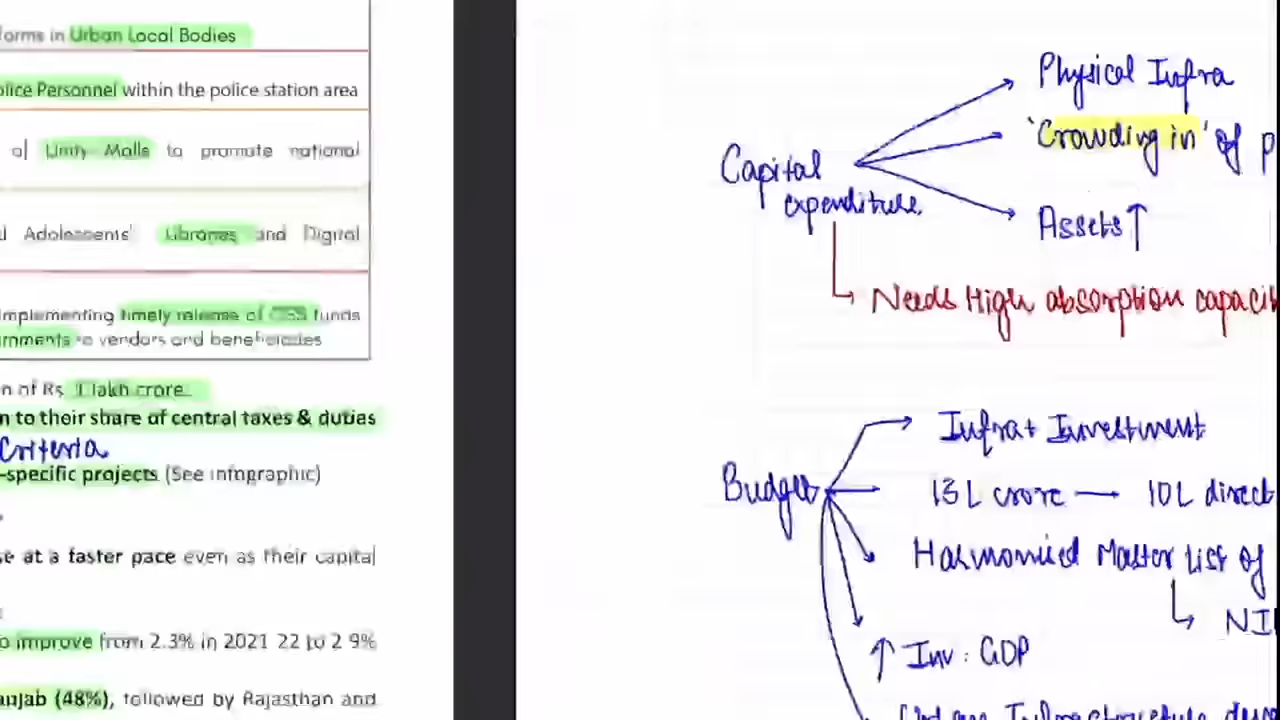 forms in Urban Local Bodies
olice Personnel within the police station area
of Unity Malls to promote national
d Adolescents' Libraries and Digital
implementing timely release of CSS funds
rnments to vendors and beneficiaries
n of Rs. 1 lakh crore.
n to their share of central taxes & duties
Criteria
-specific projects (See infographic)
se at a faster pace even as their capital
o improve from 2.3% in 2021 22 to 2 9%
unjab (48%), followed by Rajasthan and
Physical Infra
'Crowding in' of p
Capital
expenditure
Assets↑
↳ Needs High absorption capacit
Infra + Investment
Budget
13L crore — 10L direct
Harmonised Master list of
↳ NI
↑ Inv : GDP
Infrastructure